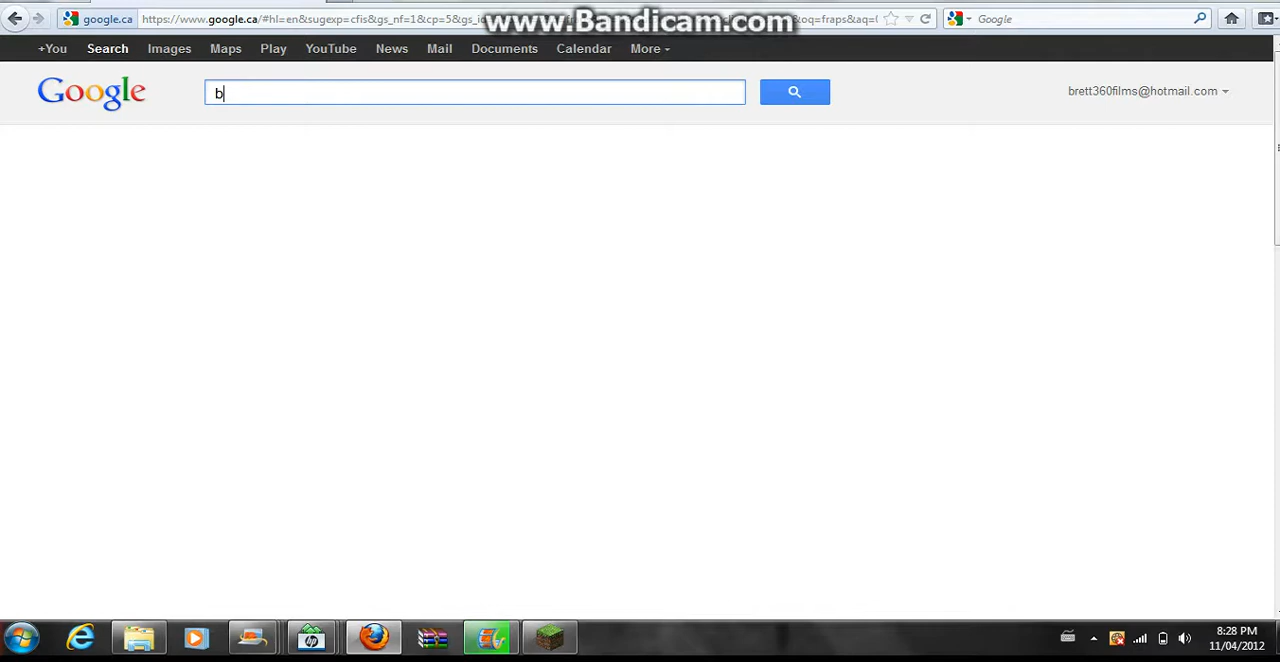 www.Bandicam.com
google.ca https://www.google.ca/#hl=en&sugexp=cfis&gs_nf=1&cp=5&gs_i &oq=fraps&aq=( Google
+You Search Images Maps Play YouTube News Mail Documents Calendar More
Google b brett360films@hotmail.com
8:28 PM
11/04/2012